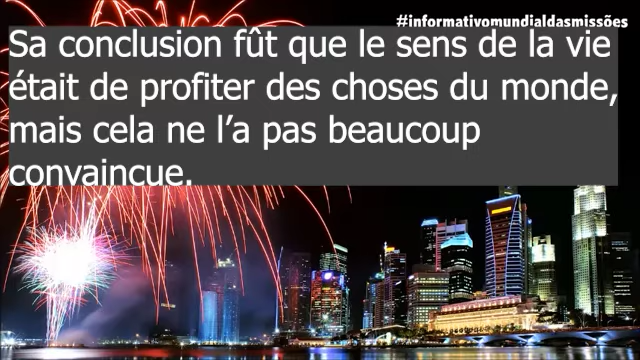 #informativomundialdasmissões
Sa conclusion fût que le sens de la vie
était de profiter des choses du monde,
mais cela ne l’a pas beaucoup
convaincue.